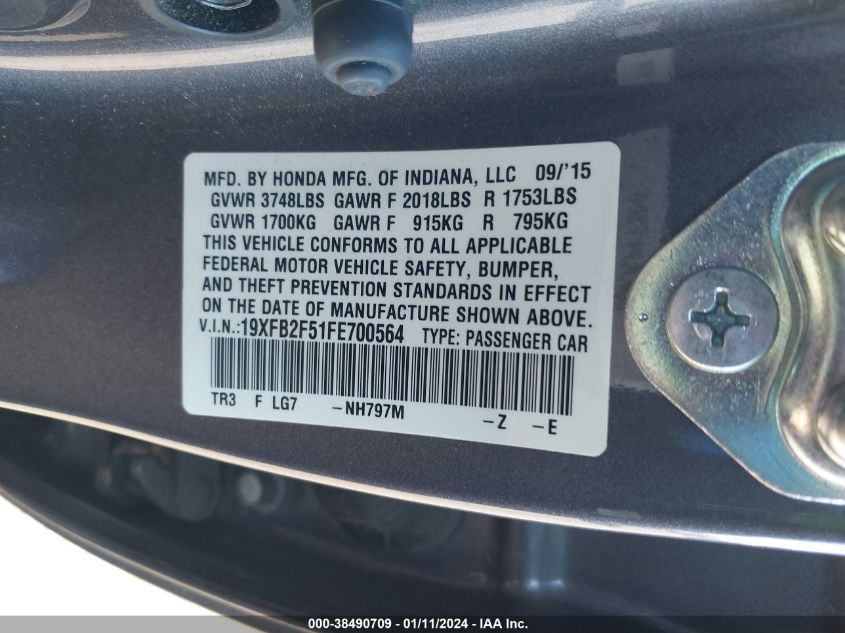 MFD. BY HONDA MFG. OF INDIANA, LLC 09/'15
GVWR 3748LBS GAWR F 2018LBS R 1753LBS
GVWR 1700KG GAWR F 915KG R 795KG
THIS VEHICLE CONFORMS TO ALL APPLICABLE
FEDERAL MOTOR VEHICLE SAFETY, BUMPER,
AND THEFT PREVENTION STANDARDS IN EFFECT
ON THE DATE OF MANUFACTURE SHOWN ABOVE.
V.I.N.:19XFB2F51FE700564 TYPE: PASSENGER CAR
TR3 F LG7 -NH797M -Z -E
000-38490709 - 01/11/2024 - IAA Inc.